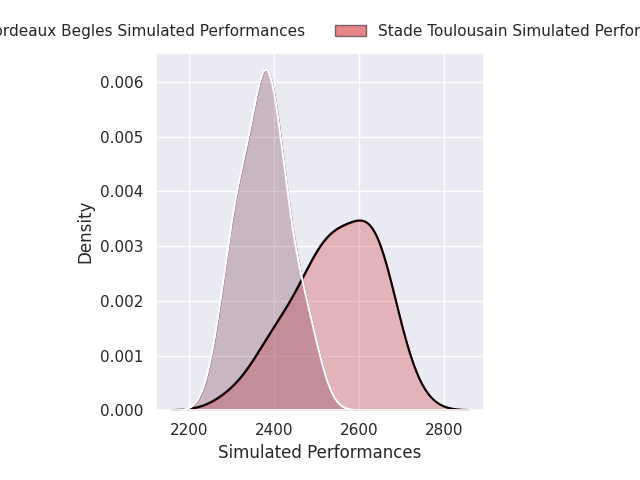 rdeaux Begles Simulated Performances
Stade Toulousain Simulated Perfor
0.006
0.005
0.004
0.003
0.002
0.001
0.000
Density
2200 2400 2600 2800
Simulated Performances